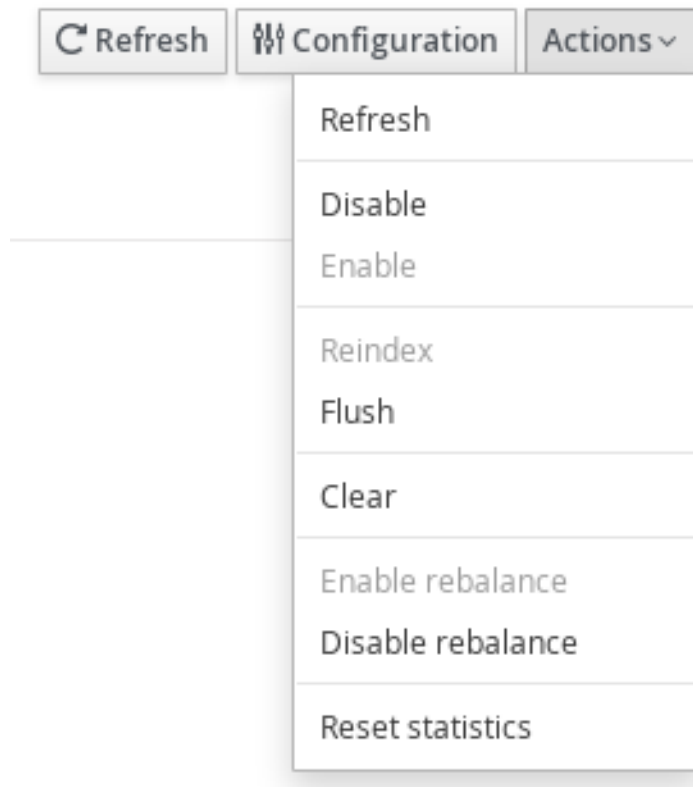 Refresh Configuration Actions
Refresh
Disable
Enable
Reindex
Flush
Clear
Enable rebalance
Disable rebalance
Reset statistics